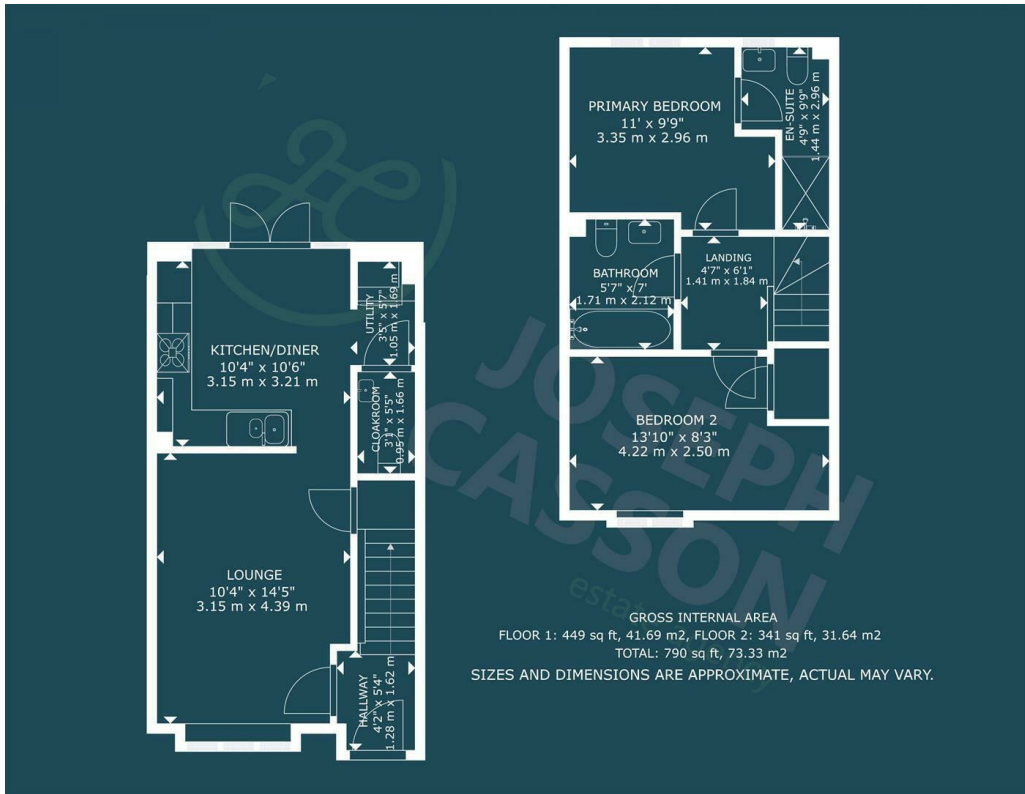 PRIMARY BEDROOM
11' x 9'9"
3.35 m x 2.96 m
EN-SUITE
4'9" x 9'9"
1.44 m x 2.96 m
LANDING
4'7" x 6'1"
1.41 m x 1.84 m
BATHROOM
5'7" x 7'
1.71 m x 2.12 m
BEDROOM 2
13'10" x 8'3"
4.22 m x 2.50 m
KITCHEN/DINER
10'4" x 10'6"
3.15 m x 3.21 m
UTILITY
3'5" x 5'7"
1.05 m x 1.69 m
CLOAKROOM
3'1" x 5'5"
0.95 m x 1.66 m
LOUNGE
10'4" x 14'5"
3.15 m x 4.39 m
HALLWAY
4'2" x 5'4"
1.28 m x 1.62 m
JOSEPH
CASSON
estate agency
GROSS INTERNAL AREA
FLOOR 1: 449 sq ft, 41.69 m2, FLOOR 2: 341 sq ft, 31.64 m2
TOTAL: 790 sq ft, 73.33 m2
SIZES AND DIMENSIONS ARE APPROXIMATE, ACTUAL MAY VARY.